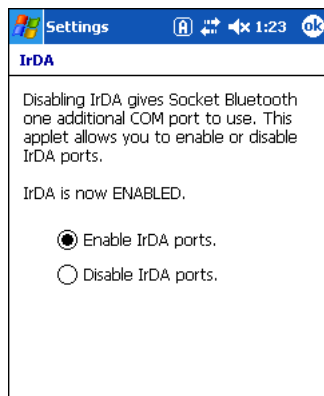 Settings A 1:23 ok
IrDA
Disabling IrDA gives Socket Bluetooth
one additional COM port to use. This
applet allows you to enable or disable
IrDA ports.
IrDA is now ENABLED.
Enable IrDA ports.
Disable IrDA ports.